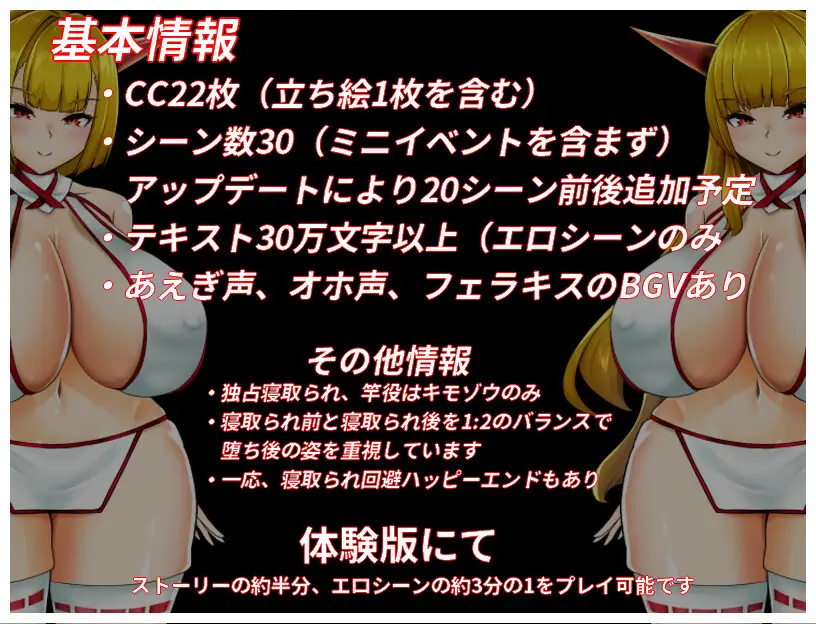 基本情報
・CC22枚（立ち絵1枚を含む）
・シーン数30（ミニイベントを含まず）
アップデートにより20シーン前後追加予定
・テキスト30万文字以上（エロシーンのみ
・あえぎ声、オホ声、フェラキスのBGVあり
その他情報
・独占寝取られ、竿役はキモゾウのみ
・寝取られ前と寝取られ後を1:2のバランスで
堕ち後の姿を重視しています
・一応、寝取られ回避ハッピーエンドもあり
体験版にて
ストーリーの約半分、エロシーンの約3分の1をプレイ可能です